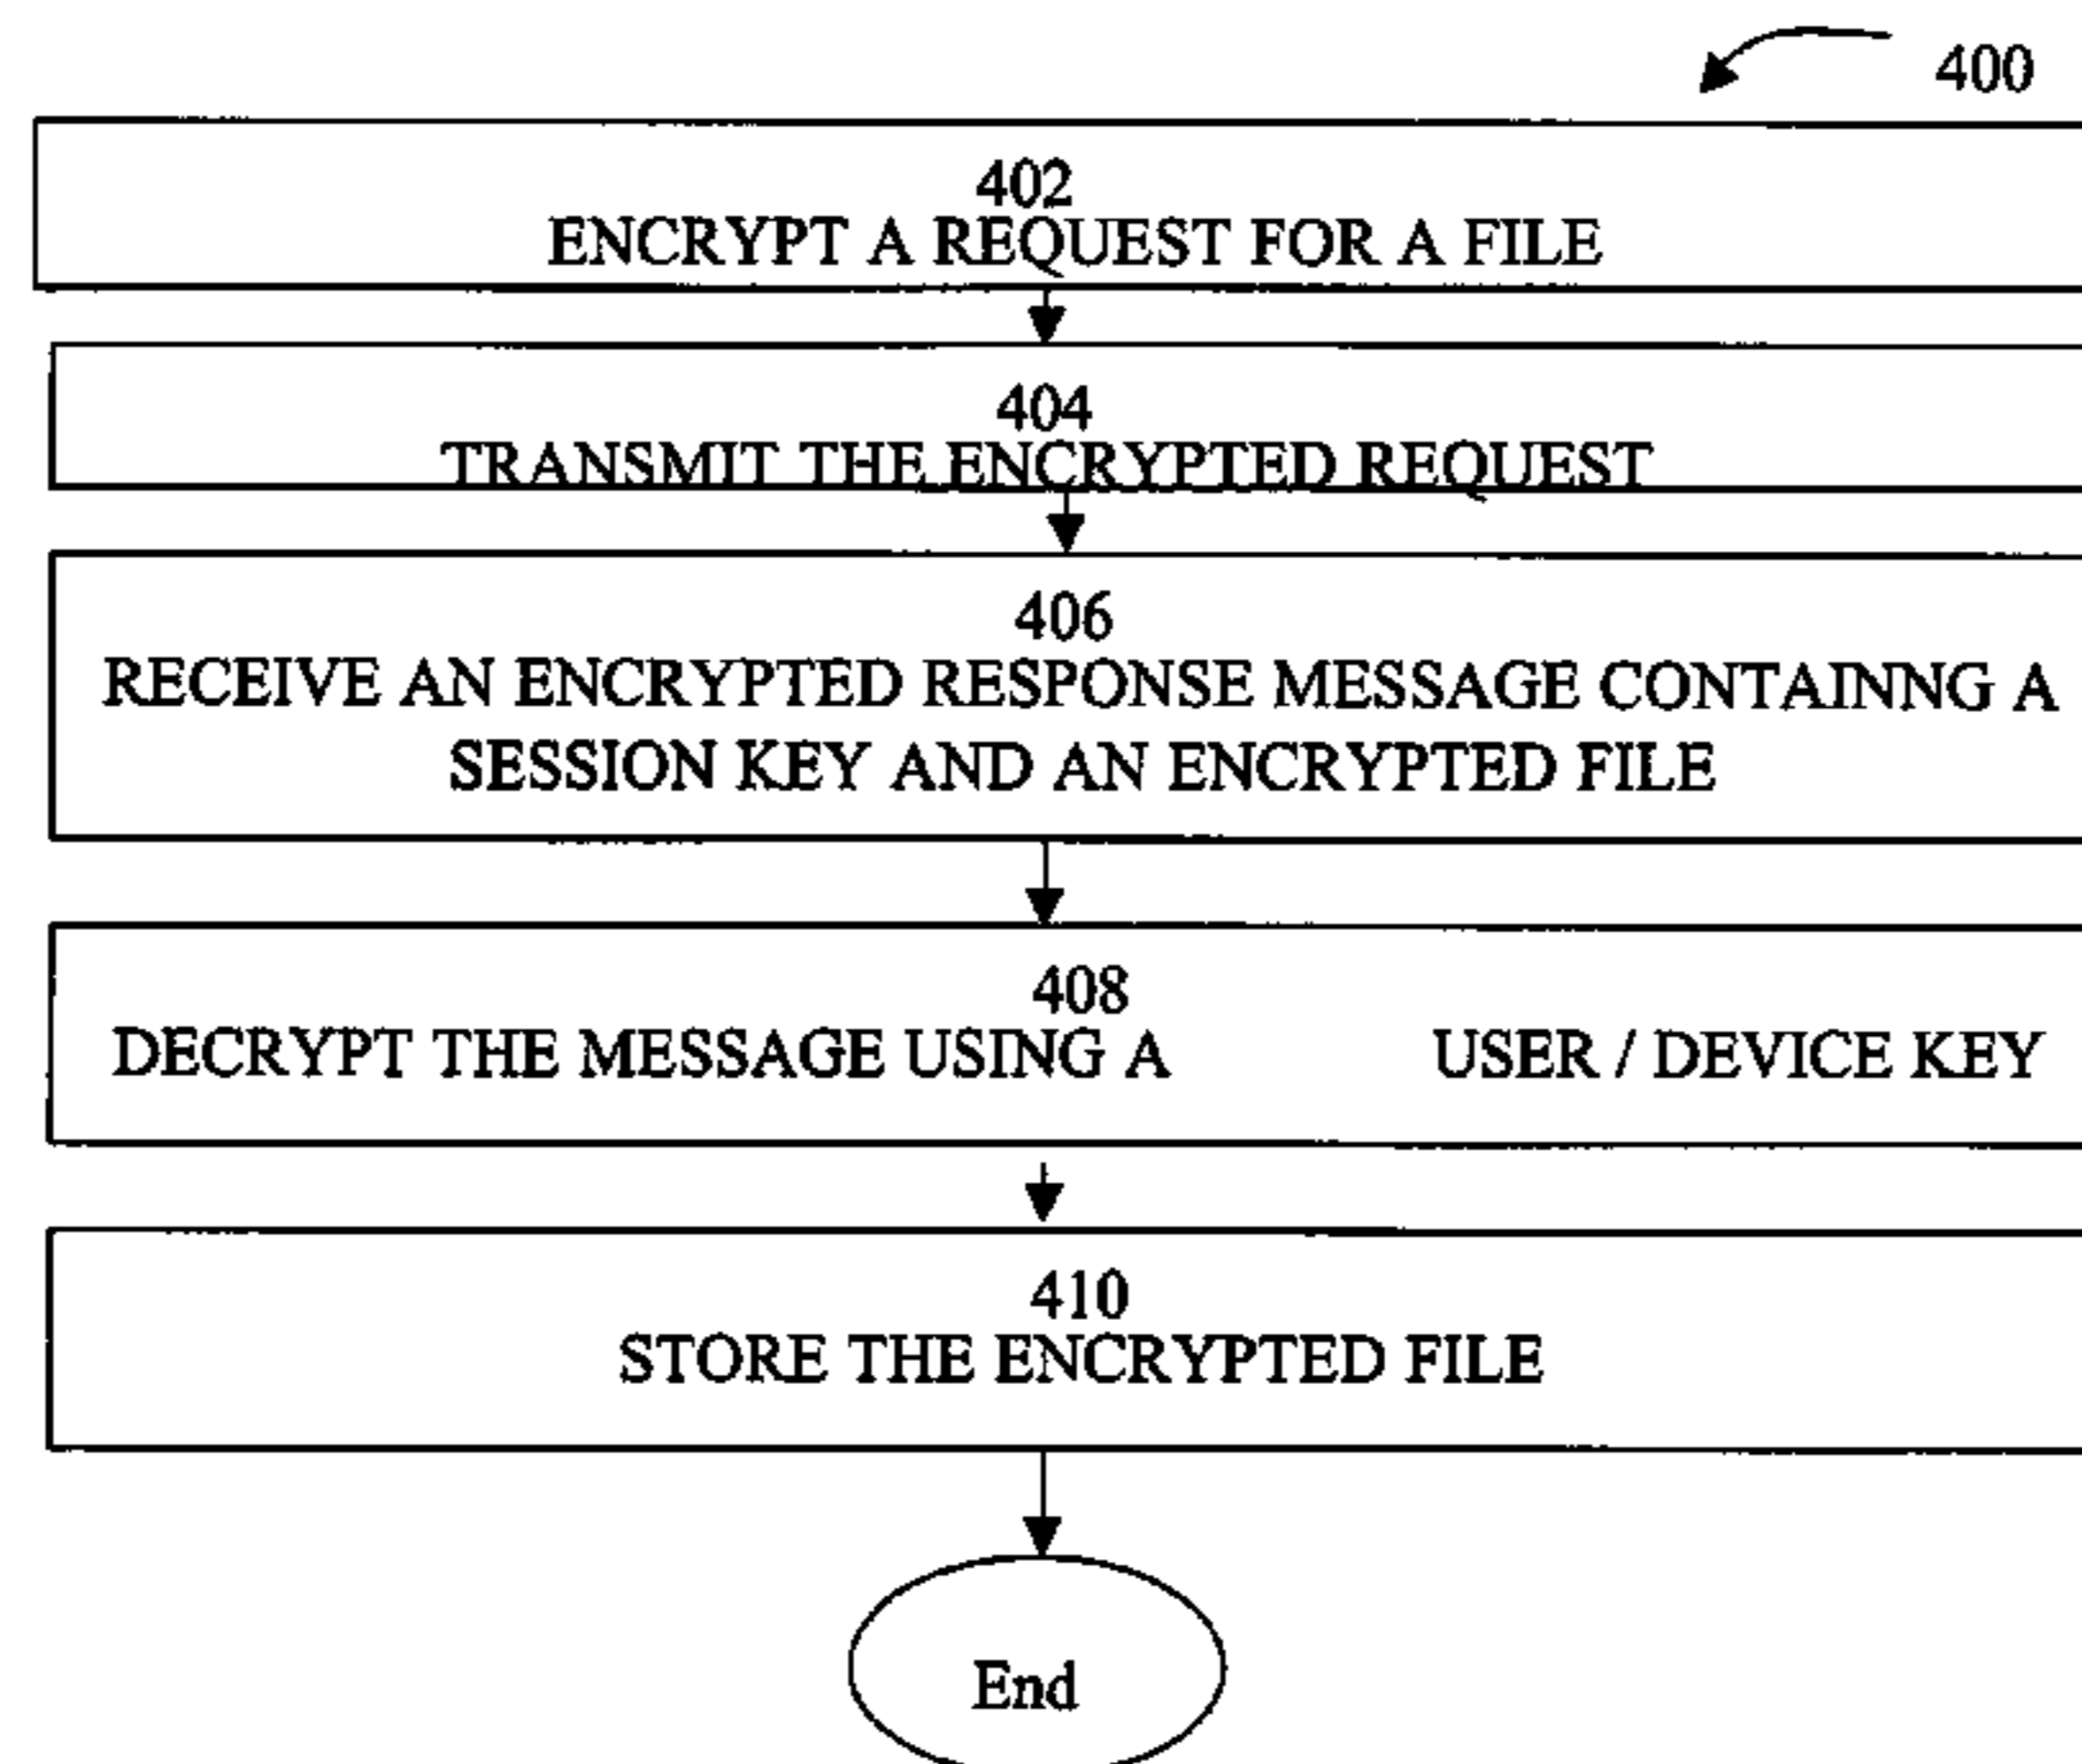 400
402
ENCRYPT A REQUEST FOR A FILE
404
TRANSMIT THE ENCRYPTED REQUEST
406
RECEIVE AN ENCRYPTED RESPONSE MESSAGE CONTAINNG A
SESSION KEY AND AN ENCRYPTED FILE
408
DECRYPT THE MESSAGE USING A USER / DEVICE KEY
410
STORE THE ENCRYPTED FILE
End